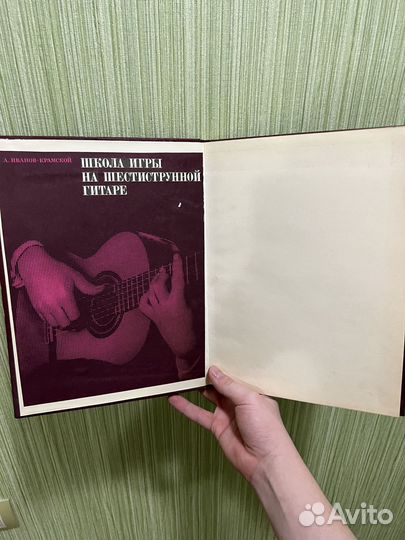 А. ИВАНОВ-КРАМСКОЙ
ШКОЛА ИГРЫ
НА ШЕСТИСТРУННОЙ
ГИТАРЕ
Avito